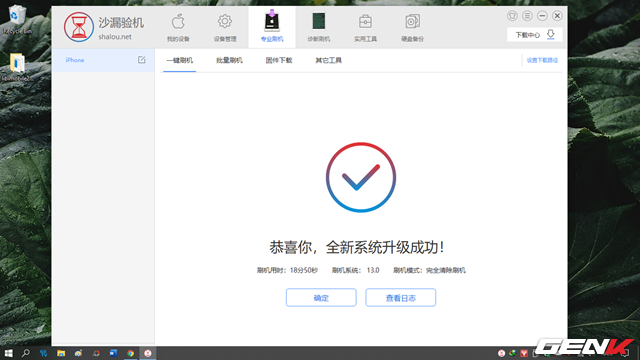 Recycle Bin
沙漏验机
shalou.net
我的设备
设备管理
专业刷机
诊断刷机
实用工具
硬盘备份
下载中心
iPhone
一键刷机
批量刷机
固件下载
其它工具
设置下载路径
恭喜你，全新系统升级成功！
刷机用时：18分50秒 刷机系统： 13.0 刷机模式：完全清除刷机
确定
查看日志
GENK